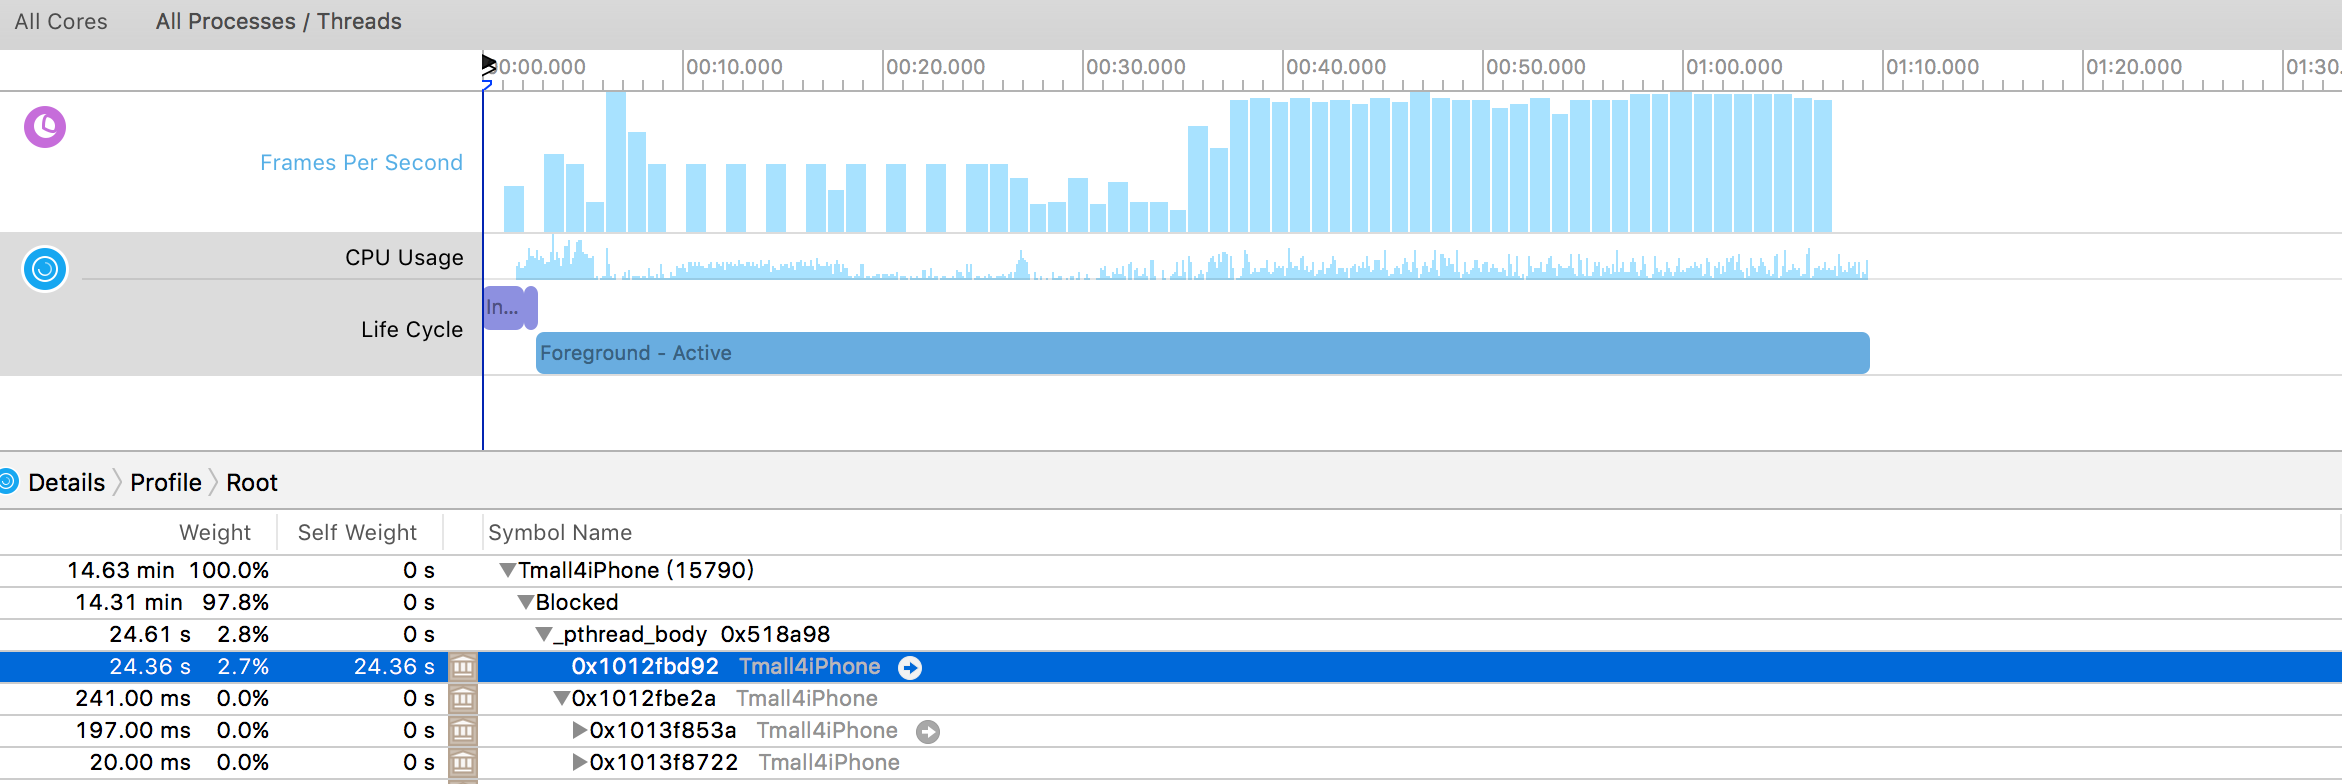 All Cores All Processes / Threads
00:00.000 00:10.000 00:20.000 00:30.000 00:40.000 00:50.000 01:00.000 01:10.000 01:20.000 01:30.
Frames Per Second
CPU Usage
In...
Life Cycle
Foreground - Active
Details Profile Root
Weight Self Weight Symbol Name
14.63 min 100.0% 0 s Tmall4iPhone (15790)
14.31 min 97.8% 0 s Blocked
24.61 s 2.8% 0 s _pthread_body 0x518a98
24.36 s 2.7% 24.36 s 0x1012fbd92 Tmall4iPhone
241.00 ms 0.0% 0 s 0x1012fbe2a Tmall4iPhone
197.00 ms 0.0% 0 s 0x1013f853a Tmall4iPhone
20.00 ms 0.0% 0 s 0x1013f8722 Tmall4iPhone